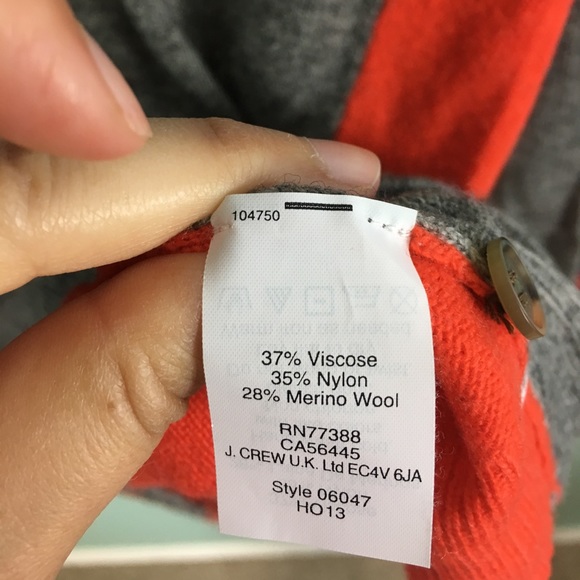 104750
37% Viscose
35% Nylon
28% Merino Wool
RN77388
CA56445
J. CREW U.K. Ltd EC4V 6JA
Style 06047
HO13